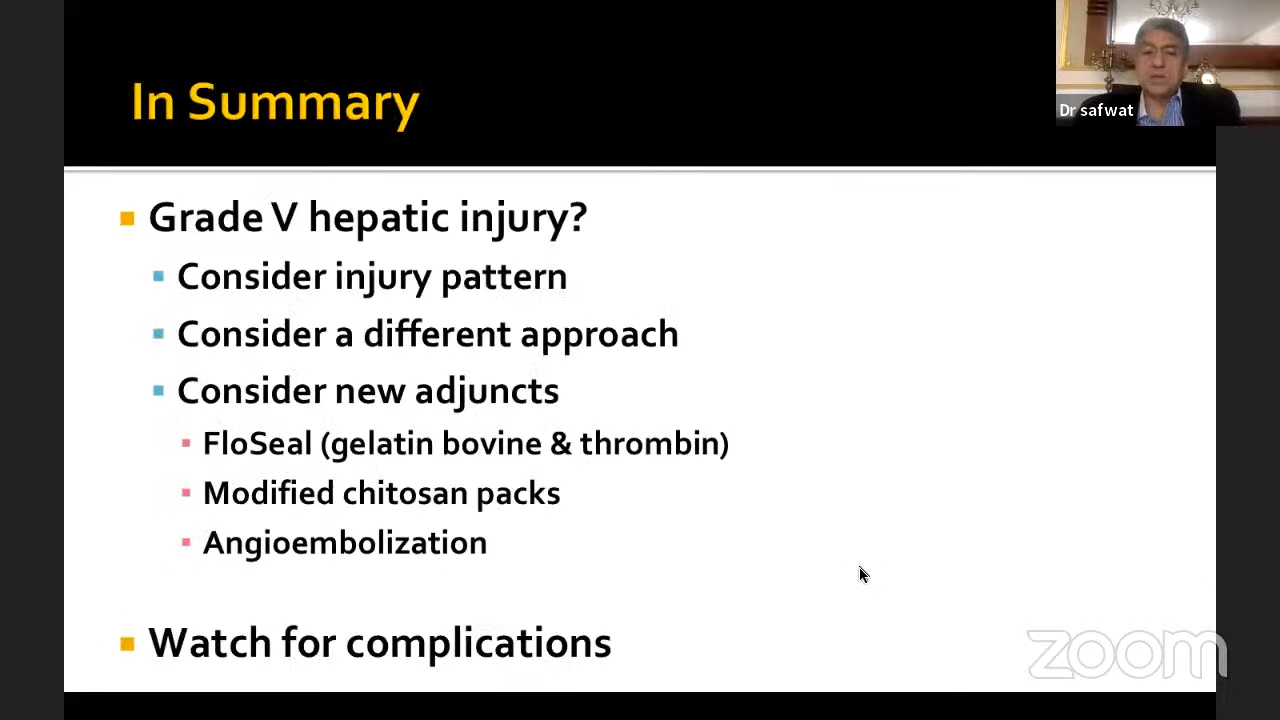 In Summary
Dr safwat
Grade V hepatic injury?
Consider injury pattern
Consider a different approach
Consider new adjuncts
FloSeal (gelatin bovine & thrombin)
Modified chitosan packs
Angioembolization
Watch for complications
zoom